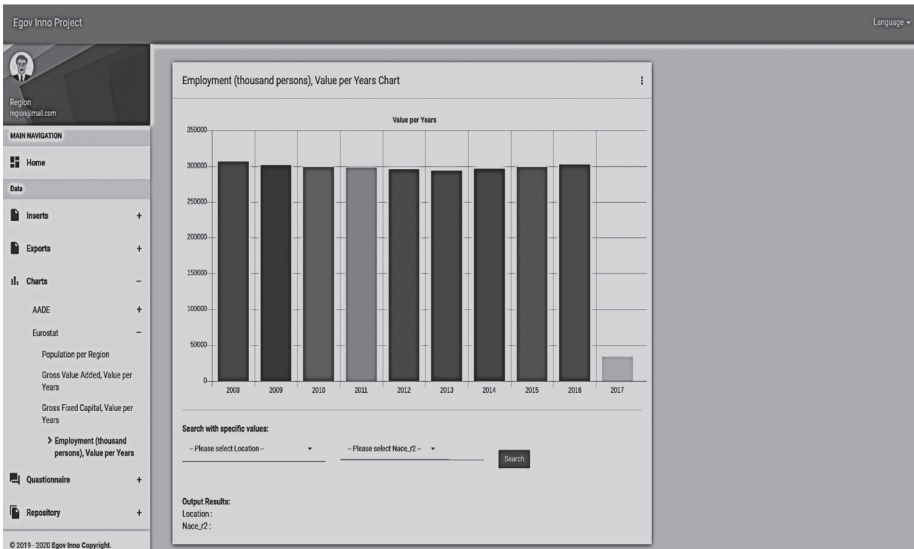 Egov Inno Project
Language
Region
region@mail.com
MAIN NAVIGATION
Home
Data
Inserts +
Exports +
Charts −
AADE +
Eurostat −
Population per Region
Gross Value Added, Value per
Years
Gross Fixed Capital, Value per
Years
Employment (thousand
persons), Value per Years
Questionnaire +
Repository +
© 2019 - 2020 Egov Inno Copyright.
Employment (thousand persons), Value per Years Chart
Value per Years
350000
300000
250000
200000
150000
100000
50000
0
2008 2009 2010 2011 2012 2013 2014 2015 2016 2017
Search with specific values:
-- Please select Location -- -- Please select Nace_r2 -- Search
Output Results:
Location :
Nace_r2 :